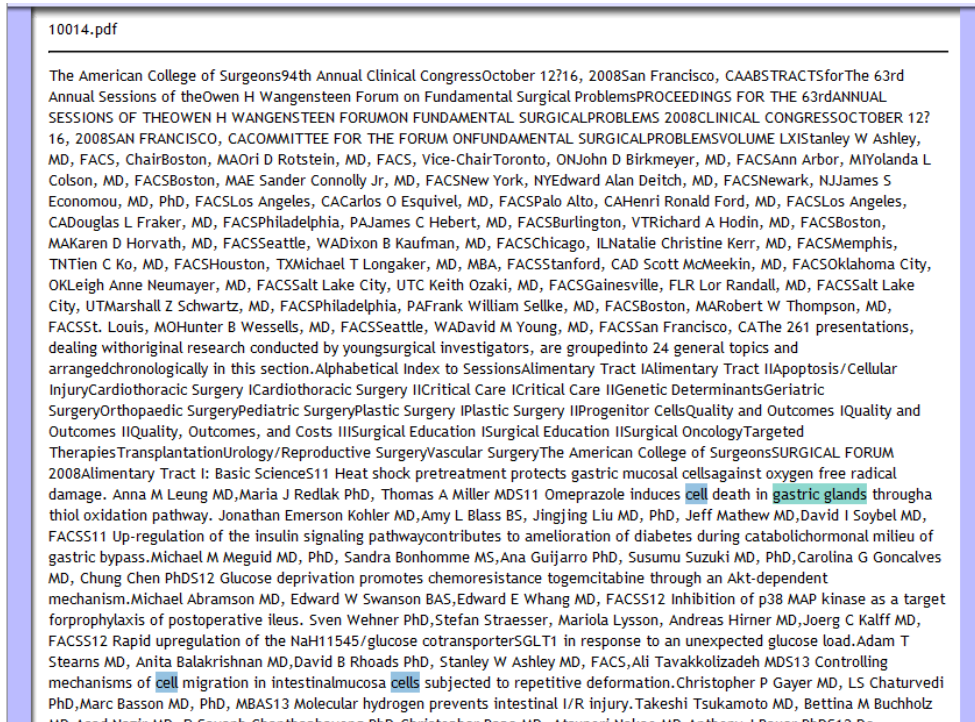 10014.pdf
The American College of Surgeons94th Annual Clinical CongressOctober 12?16, 2008San Francisco, CAABSTRACTSforThe 63rd
Annual Sessions of theOwen H Wangensteen Forum on Fundamental Surgical ProblemsPROCEEDINGS FOR THE 63rdANNUAL
SESSIONS OF THEOWEN H WANGENSTEEN FORUMON FUNDAMENTAL SURGICALPROBLEMS 2008CLINICAL CONGRESSOCTOBER 12?
16, 2008SAN FRANCISCO, CACOMMITTEE FOR THE FORUM ONFUNDAMENTAL SURGICALPROBLEMSVOLUME LXIStanley W Ashley,
MD, FACS, ChairBoston, MAOri D Rotstein, MD, FACS, Vice-ChairToronto, ONJohn D Birkmeyer, MD, FACSAnn Arbor, MIYolanda L
Colson, MD, FACSBoston, MAE Sander Connolly Jr, MD, FACSNew York, NYEdward Alan Deitch, MD, FACSNewark, NJJames S
Economou, MD, PhD, FACSLos Angeles, CACarlos O Esquivel, MD, FACSPalo Alto, CAHenri Ronald Ford, MD, FACSLos Angeles,
CADouglas L Fraker, MD, FACSPhiladelphia, PAJames C Hebert, MD, FACSBurlington, VTRichard A Hodin, MD, FACSBoston,
MAKaren D Horvath, MD, FACSSeattle, WADixon B Kaufman, MD, FACSChicago, ILNatalie Christine Kerr, MD, FACSMemphis,
TNTien C Ko, MD, FACSHouston, TXMichael T Longaker, MD, MBA, FACSStanford, CAD Scott McMeekin, MD, FACSOklahoma City,
OKLeigh Anne Neumayer, MD, FACSSalt Lake City, UTC Keith Ozaki, MD, FACSGainesville, FLR Lor Randall, MD, FACSSalt Lake
City, UTMarshall Z Schwartz, MD, FACSPhiladelphia, PAFrank William Sellke, MD, FACSBoston, MARobert W Thompson, MD,
FACSSt. Louis, MOHunter B Wessells, MD, FACSSeattle, WADavid M Young, MD, FACSSan Francisco, CAThe 261 presentations,
dealing withoriginal research conducted by youngsurgical investigators, are groupedinto 24 general topics and
arrangedchronologically in this section.Alphabetical Index to SessionsAlimentary Tract IAlimentary Tract IIApoptosis/Cellular
InjuryCardiothoracic Surgery ICardiothoracic Surgery IICritical Care ICritical Care IIGenetic DeterminantsGeriatric
SurgeryOrthopaedic SurgeryPediatric SurgeryPlastic Surgery IPlastic Surgery IIProgenitor CellsQuality and Outcomes IQuality and
Outcomes IIQuality, Outcomes, and Costs IIISurgical Education ISurgical Education IISurgical OncologyTargeted
TherapiesTransplantationUrology/Reproductive SurgeryVascular SurgeryThe American College of SurgeonsSURGICAL FORUM
2008Alimentary Tract I: Basic ScienceS11 Heat shock pretreatment protects gastric mucosal cellsagainst oxygen free radical
damage. Anna M Leung MD,Maria J Redlak PhD, Thomas A Miller MDS11 Omeprazole induces cell death in gastric glands througha
thiol oxidation pathway. Jonathan Emerson Kohler MD,Amy L Blass BS, Jingjing Liu MD, PhD, Jeff Mathew MD,David I Soybel MD,
FACSS11 Up-regulation of the insulin signaling pathwaycontributes to amelioration of diabetes during catabolichormonal milieu of
gastric bypass.Michael M Meguid MD, PhD, Sandra Bonhomme MS,Ana Guijarro PhD, Susumu Suzuki MD, PhD,Carolina G Goncalves
MD, Chung Chen PhDS12 Glucose deprivation promotes chemoresistance togemcitabine through an Akt-dependent
mechanism.Michael Abramson MD, Edward W Swanson BAS,Edward E Whang MD, FACSS12 Inhibition of p38 MAP kinase as a target
forprophylaxis of postoperative ileus. Sven Wehner PhD,Stefan Straesser, Mariola Lysson, Andreas Hirner MD,Joerg C Kalff MD,
FACSS12 Rapid upregulation of the NaH11545/glucose cotransporterSGLT1 in response to an unexpected glucose load.Adam T
Stearns MD, Anita Balakrishnan MD,David B Rhoads PhD, Stanley W Ashley MD, FACS,Ali Tavakkolizadeh MDS13 Controlling
mechanisms of cell migration in intestinalmucosa cells subjected to repetitive deformation.Christopher P Gayer MD, LS Chaturvedi
PhD,Marc Basson MD, PhD, MBAS13 Molecular hydrogen prevents intestinal I/R injury.Takeshi Tsukamoto MD, Bettina M Buchholz